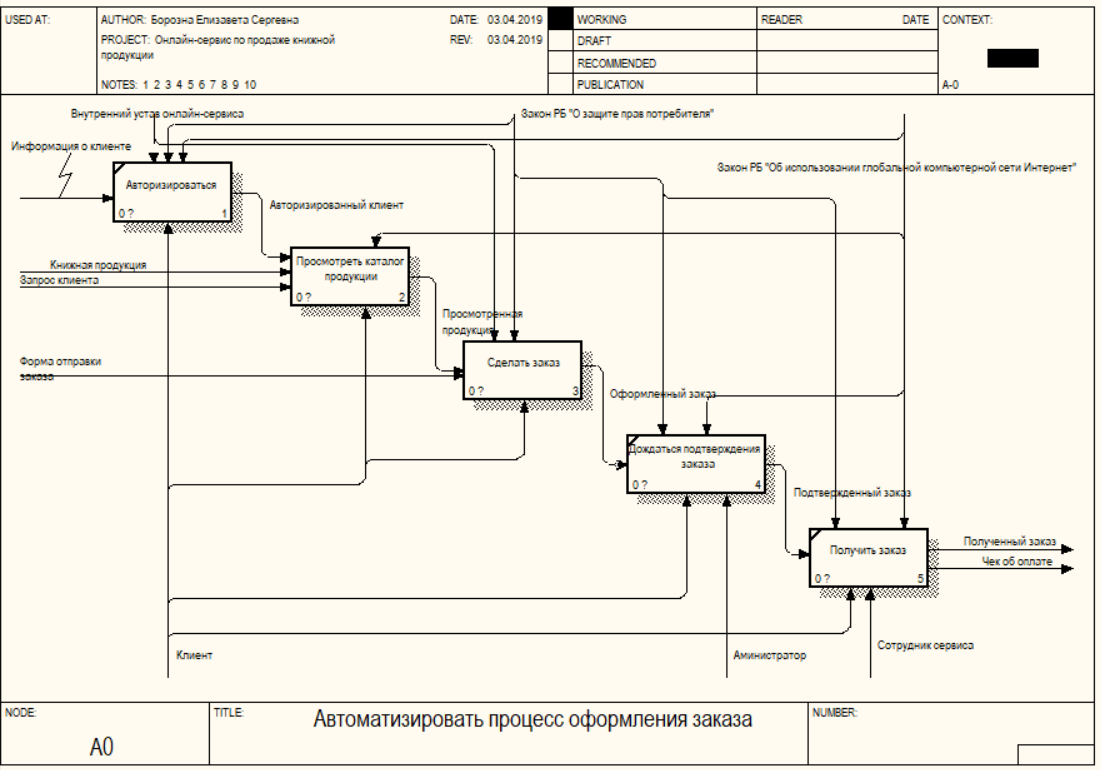 USED AT:
AUTHOR: Борозна Елизавета Сергевна
DATE: 03.04.2019
PROJECT: Онлайн-сервис по продаже книжной
продукции
REV: 03.04.2019
NOTES: 1 2 3 4 5 6 7 8 9 10
WORKING
DRAFT
RECOMMENDED
PUBLICATION
READER
DATE
CONTEXT:
A-0
Внутренний устав онлайн-сервиса
Закон РБ "О защите прав потребителя"
Информация о клиенте
Закон РБ "Об использовании глобальной компьютерной сети Интернет"
Авторизироваться
0 ?
1
Авторизированный клиент
Книжная продукция
Запрос клиента
Просмотреть каталог
продукции
0 ?
2
Просмотренная
продукция
Форма отправки
заказа
Сделать заказ
0 ?
3
Оформленный заказ
Дождаться подтверждения
заказа
0 ?
4
Подтвержденный заказ
Получить заказ
0 ?
5
Полученный заказ
Чек об оплате
Клиент
Аминистратор
Сотрудник сервиса
NODE:
A0
TITLE:
Автоматизировать процесс оформления заказа
NUMBER: